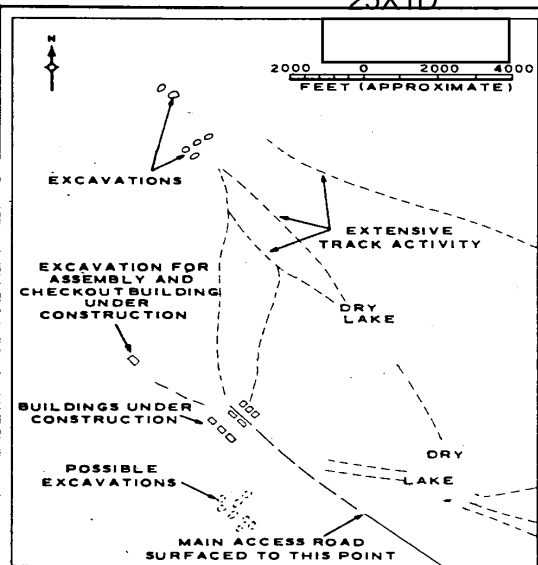 25X1D
N
2000 0 2000 4000
FEET (APPROXIMATE)
EXCAVATIONS
EXTENSIVE
TRACK ACTIVITY
EXCAVATION FOR
ASSEMBLY AND
CHECKOUT BUILDING
UNDER
CONSTRUCTION
DRY
LAKE
BUILDINGS UNDER
CONSTRUCTION
DRY
LAKE
POSSIBLE
EXCAVATIONS
MAIN ACCESS ROAD
SURFACED TO THIS POINT